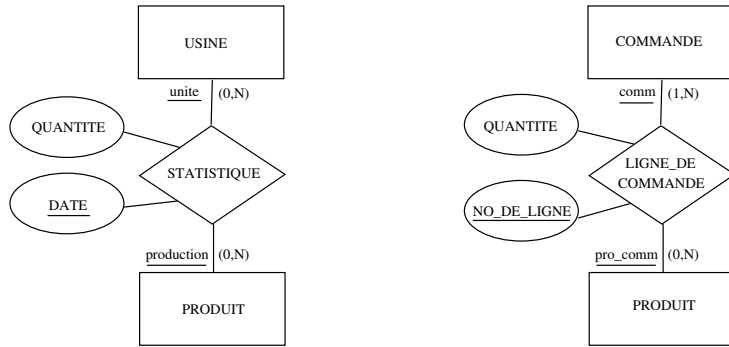 USINE
unite (0,N)
QUANTITE
STATISTIQUE
DATE
production (0,N)
PRODUIT
COMMANDE
comm (1,N)
QUANTITE
LIGNE_DE
COMMANDE
NO_DE_LIGNE
pro_comm (0,N)
PRODUIT